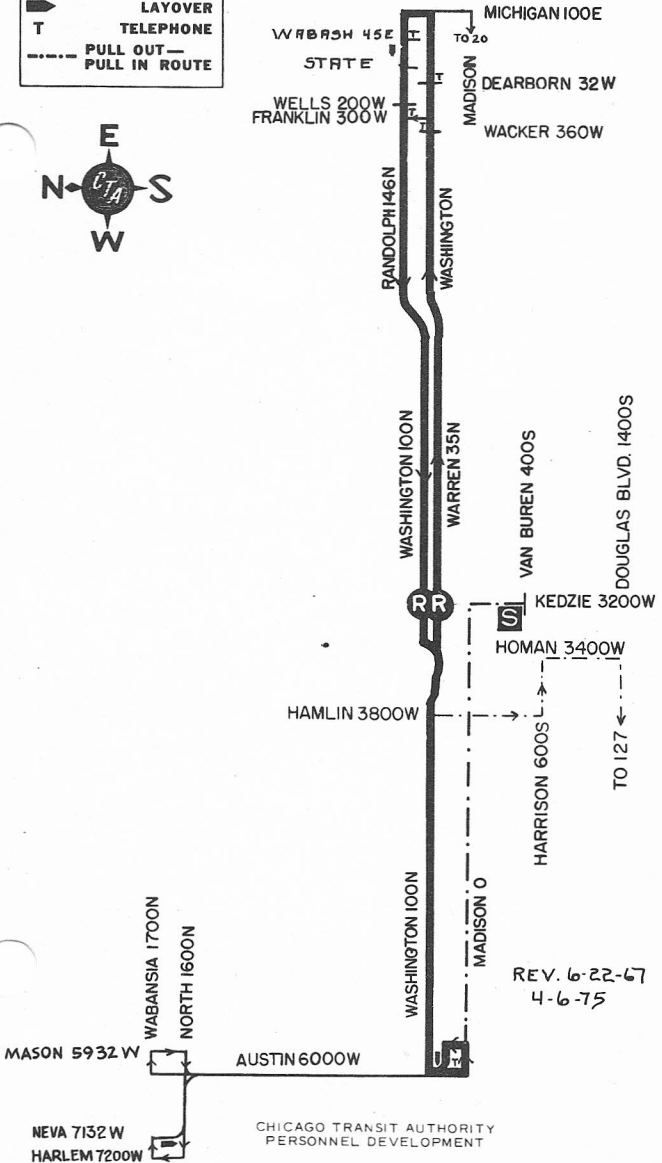 LAYOVER
T TELEPHONE
PULL OUT—
PULL IN ROUTE
MICHIGAN 100E
WABASH 45E
T
TO 20
STATE
T
DEARBORN 32W
MADISON
WELLS 200W
T
FRANKLIN 300W
T
WACKER 360W
E
N
CTA
S
W
RANDOLPH 146N
WASHINGTON
WASHINGTON 100N
WARREN 35N
VAN BUREN 400S
DOUGLAS BLVD. 1400S
R R
KEDZIE 3200W
S
HOMAN 3400W
HAMLIN 3800W
HARRISON 600S
TO 127
WASHINGTON 100N
MADISON 0
WABANSIA 1700N
NORTH 1600N
REV. 6-22-67
4-6-75
MASON 5932W
AUSTIN 6000W
T
NEVA 7132W
HARLEM 7200W
CHICAGO TRANSIT AUTHORITY
PERSONNEL DEVELOPMENT